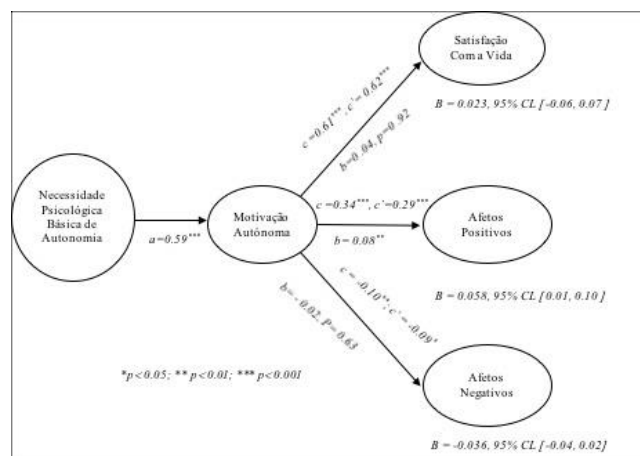 Satisfação
Com a Vida
B = 0.023, 95% CL [-0.06, 0.07]
c=0.61***, c'=0.62***
b=0.04, p=0.92
Necessidade
Psicológica
Básica de
Autonomia
a=0.59***
Motivação
Autónoma
c=0.34***, c'=0.29***
b= 0.08**
Afetos
Positivos
B = 0.058, 95% CL [0.01, 0.10]
c = -0.10**; c' = -0.09*
b= - 0.02, P= 0.63
*p<0.05; ** p<0.01; *** p<0.001
Afetos
Negativos
B = -0.036, 95% CL [-0.04, 0.02]